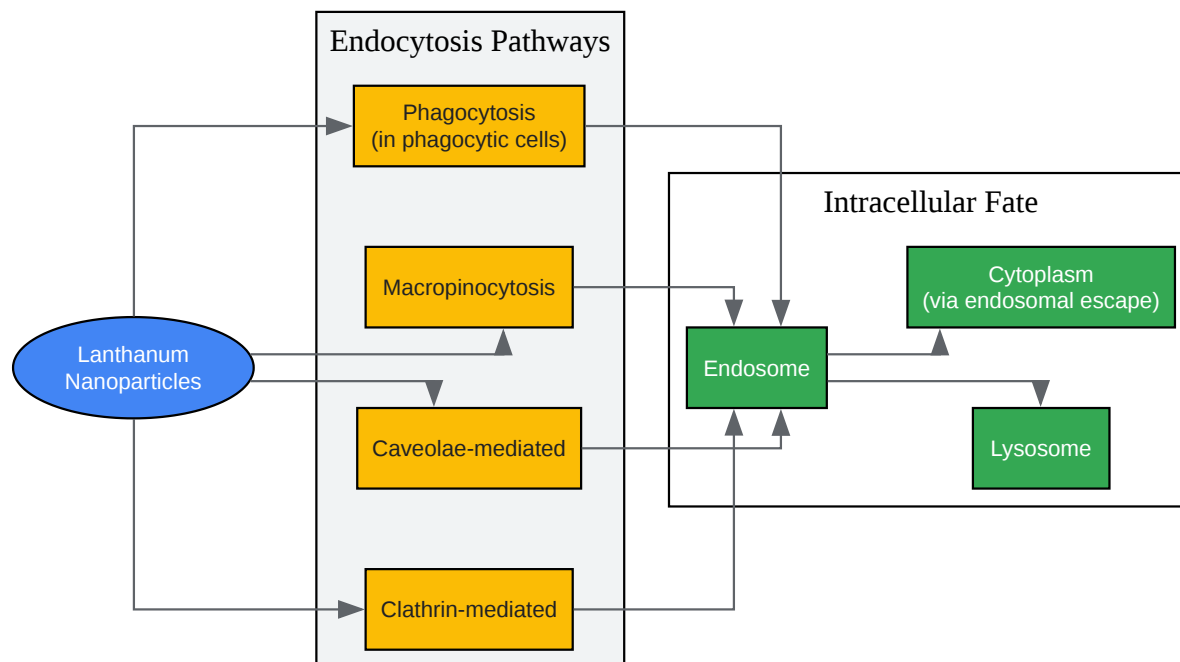 Endocytosis Pathways
Phagocytosis
(in phagocytic cells)
Macropinocytosis
Lanthanum
Nanoparticles
Caveolae-mediated
Clathrin-mediated
Intracellular Fate
Cytoplasm
(via endosomal escape)
Endosome
Lysosome